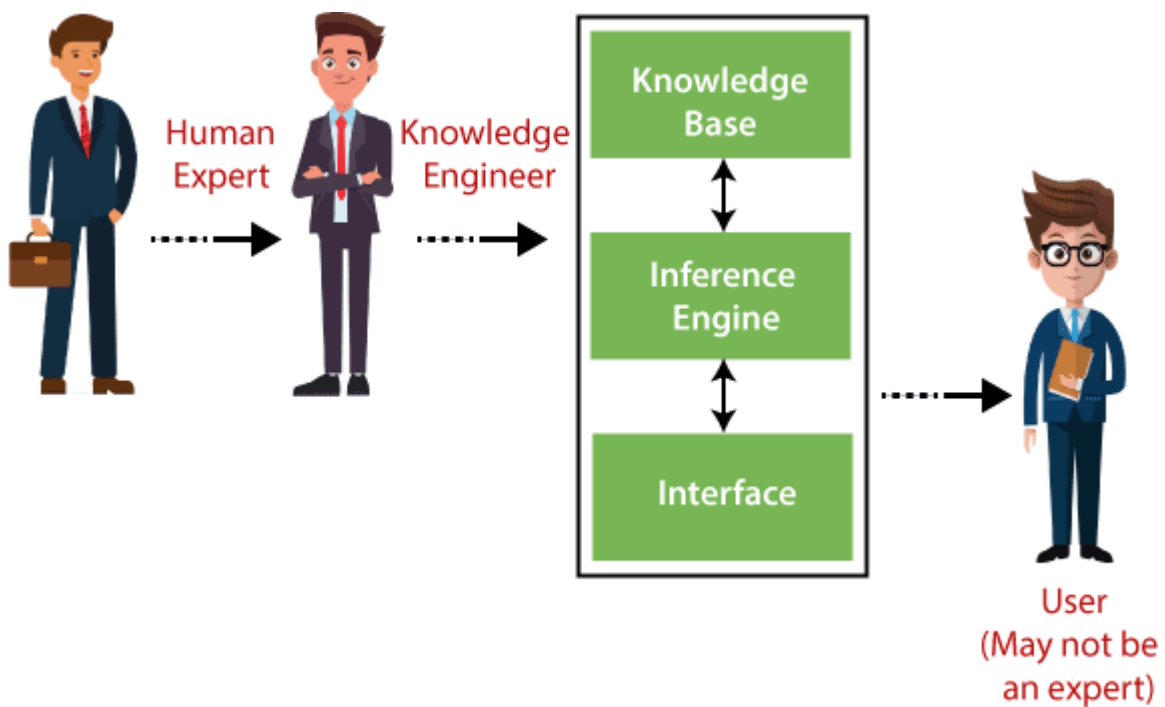 Human
Expert
Knowledge
Engineer
Knowledge
Base
Inference
Engine
Interface
User
(May not be
an expert)